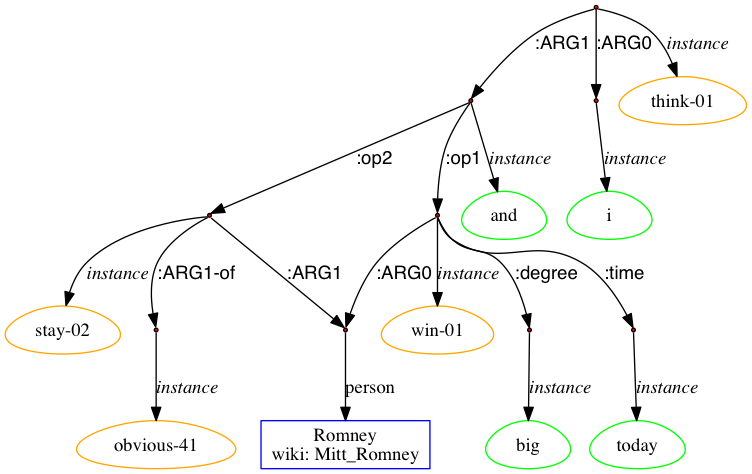 :ARG1 :ARG0 instance
think-01
:op2 :op1 instance instance
and i
instance :ARG1-of :ARG1 :ARG0 instance :degree :time
stay-02 win-01
instance person instance instance
obvious-41 Romney big today
wiki: Mitt_Romney